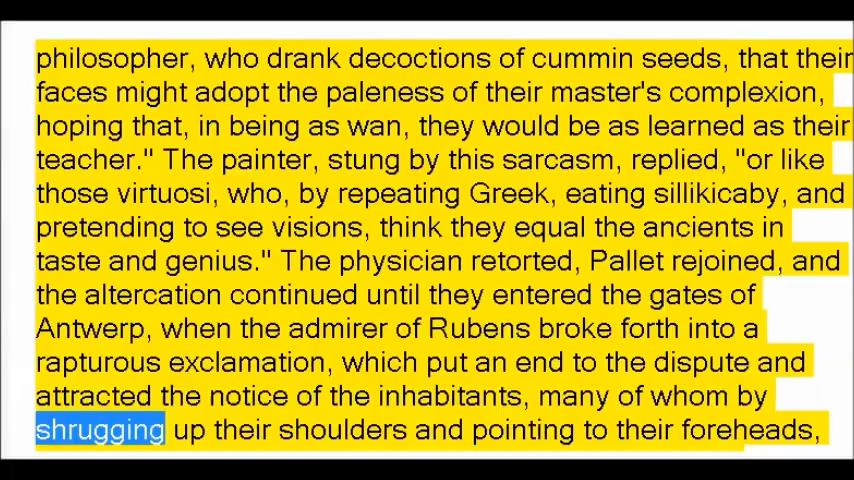 philosopher, who drank decoctions of cummin seeds, that their
faces might adopt the paleness of their master's complexion,
hoping that, in being as wan, they would be as learned as their
teacher." The painter, stung by this sarcasm, replied, "or like
those virtuosi, who, by repeating Greek, eating sillikicaby, and
pretending to see visions, think they equal the ancients in
taste and genius." The physician retorted, Pallet rejoined, and
the altercation continued until they entered the gates of
Antwerp, when the admirer of Rubens broke forth into a
rapturous exclamation, which put an end to the dispute and
attracted the notice of the inhabitants, many of whom by
shrugging up their shoulders and pointing to their foreheads,